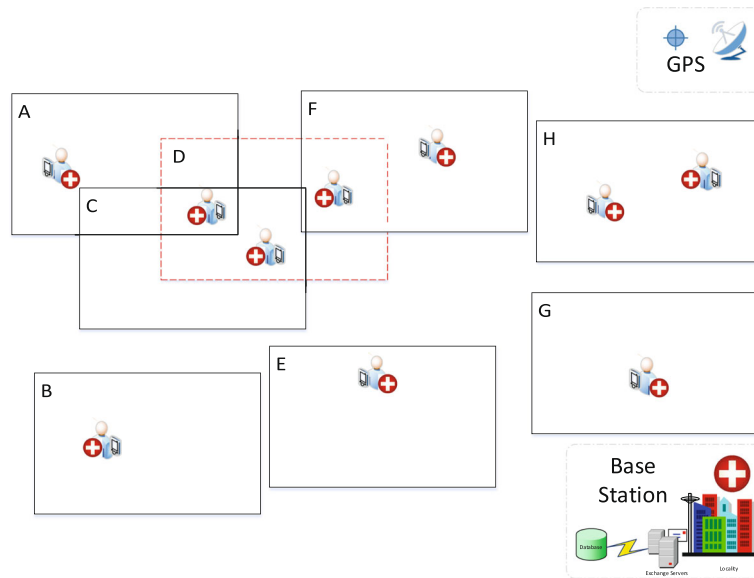 GPS
A
F
H
D
C
G
E
B
Base
Station
Database
Exchange Servers
Locality